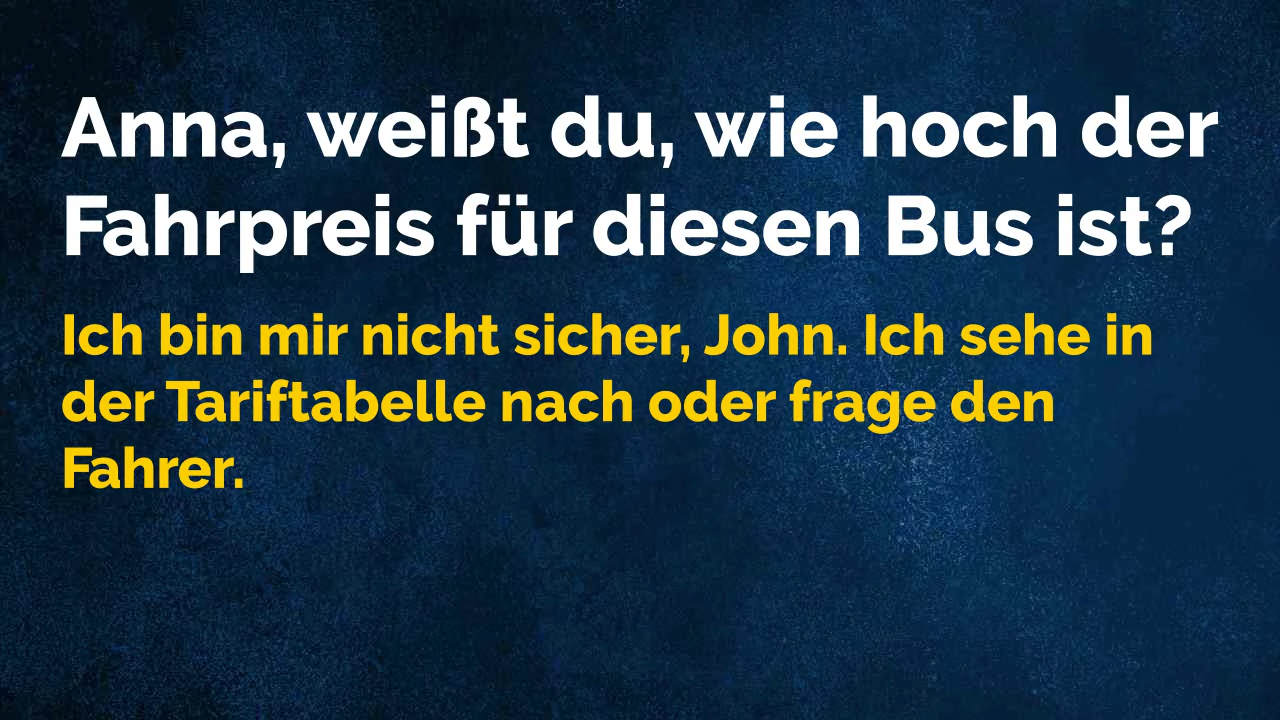 Anna, weißt du, wie hoch der
Fahrpreis für diesen Bus ist?
Ich bin mir nicht sicher, John. Ich sehe in
der Tariftabelle nach oder frage den
Fahrer.